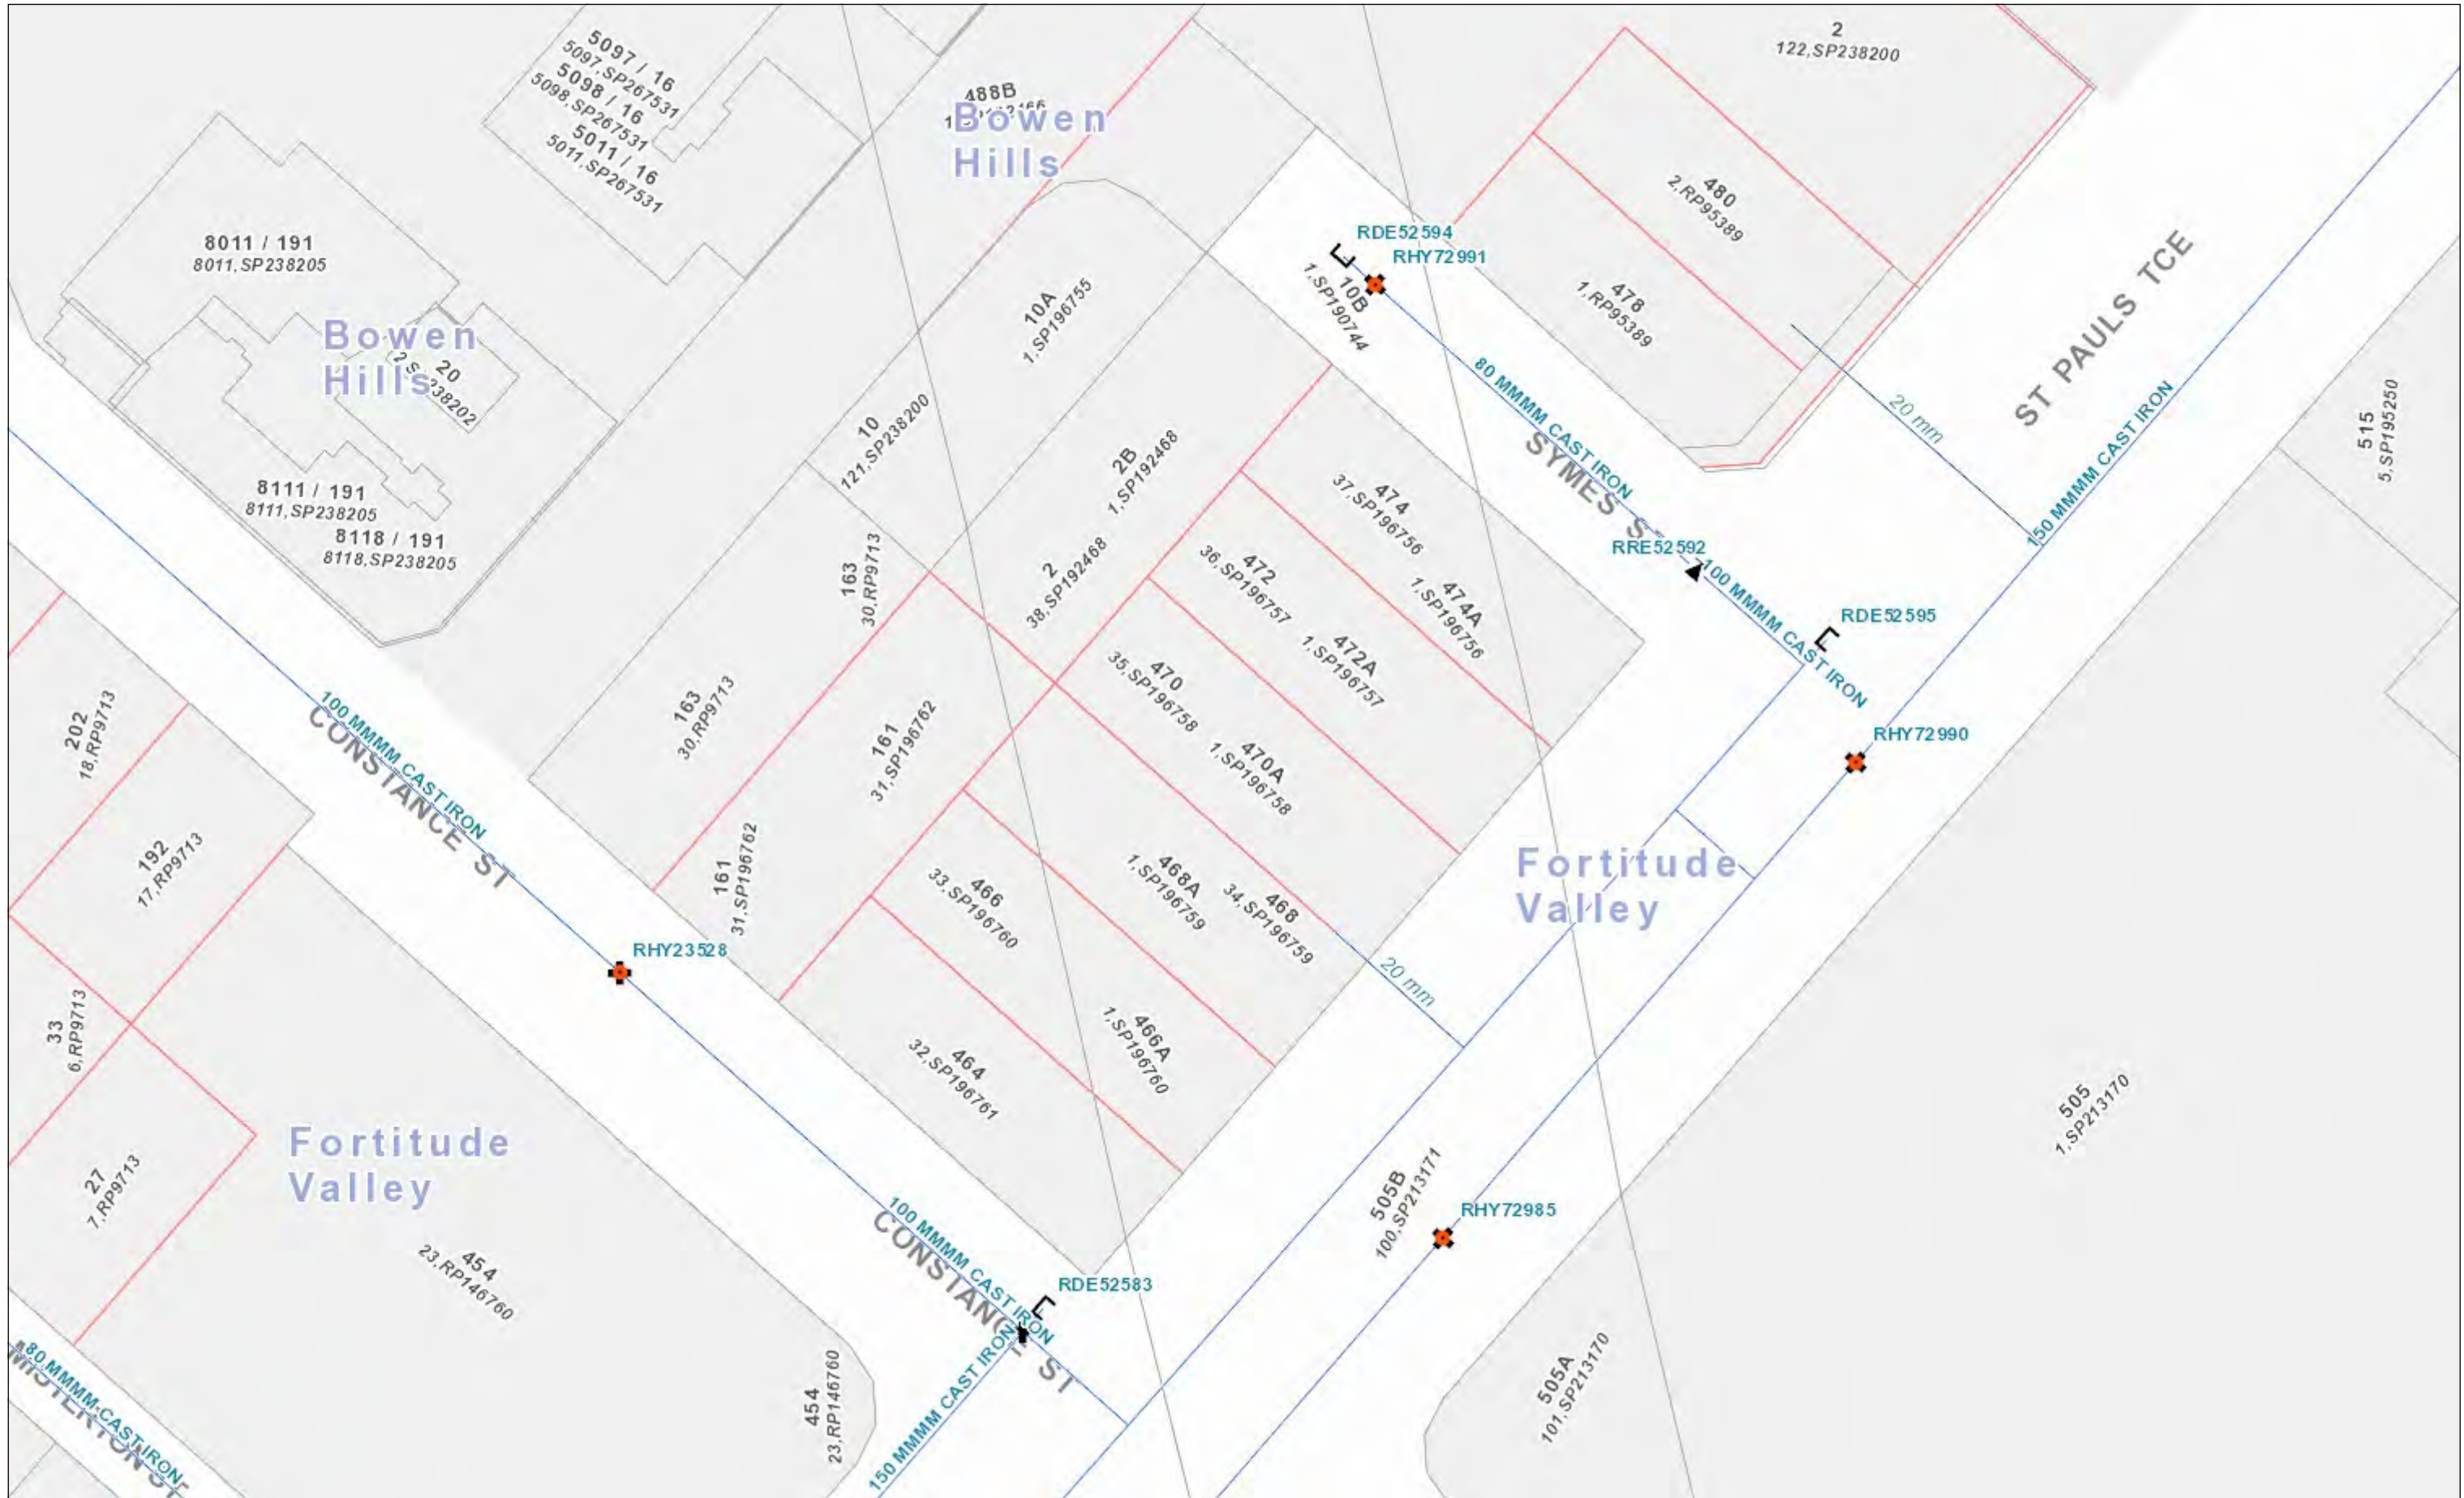 5097 / 16
5097,SP267531
5098 / 16
5098,SP267531
5011 / 16
5011,SP267531
488B
Bowen
Hills
2
122,SP238200
480
2,RP95389
478
1,RP95389
8011 / 191
8011,SP238205
Bowen
Hills
20
8111 / 191
8111,SP238205
8118 / 191
8118,SP238205
10A
1,SP196755
10
121,SP238200
RDE52594
RHY72991
10B
1,SP190744
80 MMMM CAST IRON
SYMES ST
20 mm
ST PAULS TCE
150 MMMM CAST IRON
515
5,SP195250
2B
1,SP192468
2
38,SP192468
163
30,RP9713
163
30,RP9713
474
37,SP196756
474A
1,SP196756
472
36,SP196757
472A
1,SP196757
470
35,SP196758
470A
1,SP196758
RRE52592
100 MMMM CAST IRON
RDE52595
RHY72990
161
31,SP196762
161
31,SP196762
202
18,RP9713
192
17,RP9713
100 MMMM CAST IRON
CONSTANCE ST
RHY23528
466
33,SP196760
468A
1,SP196759
468
34,SP196759
466A
1,SP196760
464
32,SP196761
20 mm
Fortitude
Valley
33
6,RP9713
27
7,RP9713
Fortitude
Valley
454
23,RP146760
505
1,SP213170
505B
100,SP213171
RHY72985
100 MMMM CAST IRON
CONSTANCE ST
RDE52583
150 MMMM CAST IRON
454
23,RP146760
505A
101,SP213170
80 MMMM CAST IRON